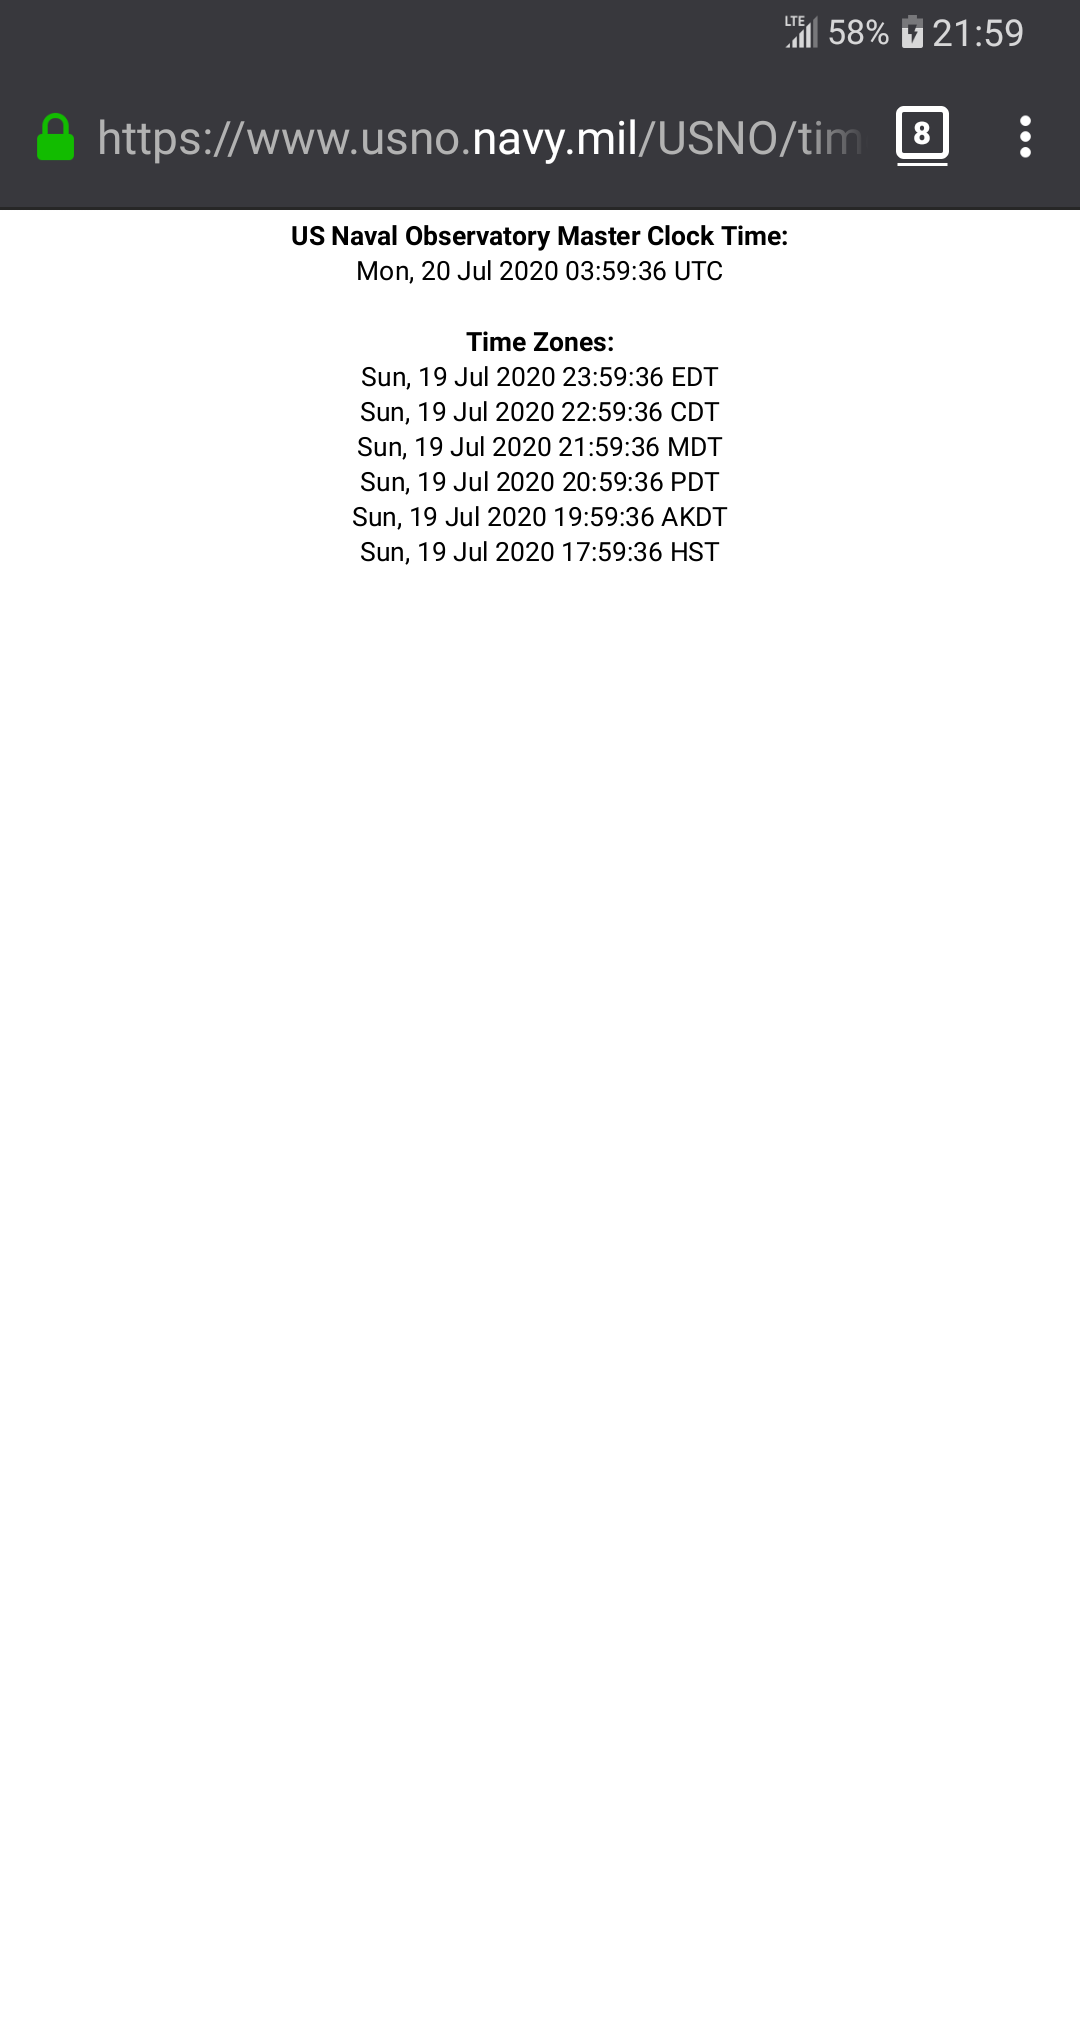 LTE 58% 21:59
https://www.usno.navy.mil/USNO/tim 8
US Naval Observatory Master Clock Time:
Mon, 20 Jul 2020 03:59:36 UTC
Time Zones:
Sun, 19 Jul 2020 23:59:36 EDT
Sun, 19 Jul 2020 22:59:36 CDT
Sun, 19 Jul 2020 21:59:36 MDT
Sun, 19 Jul 2020 20:59:36 PDT
Sun, 19 Jul 2020 19:59:36 AKDT
Sun, 19 Jul 2020 17:59:36 HST